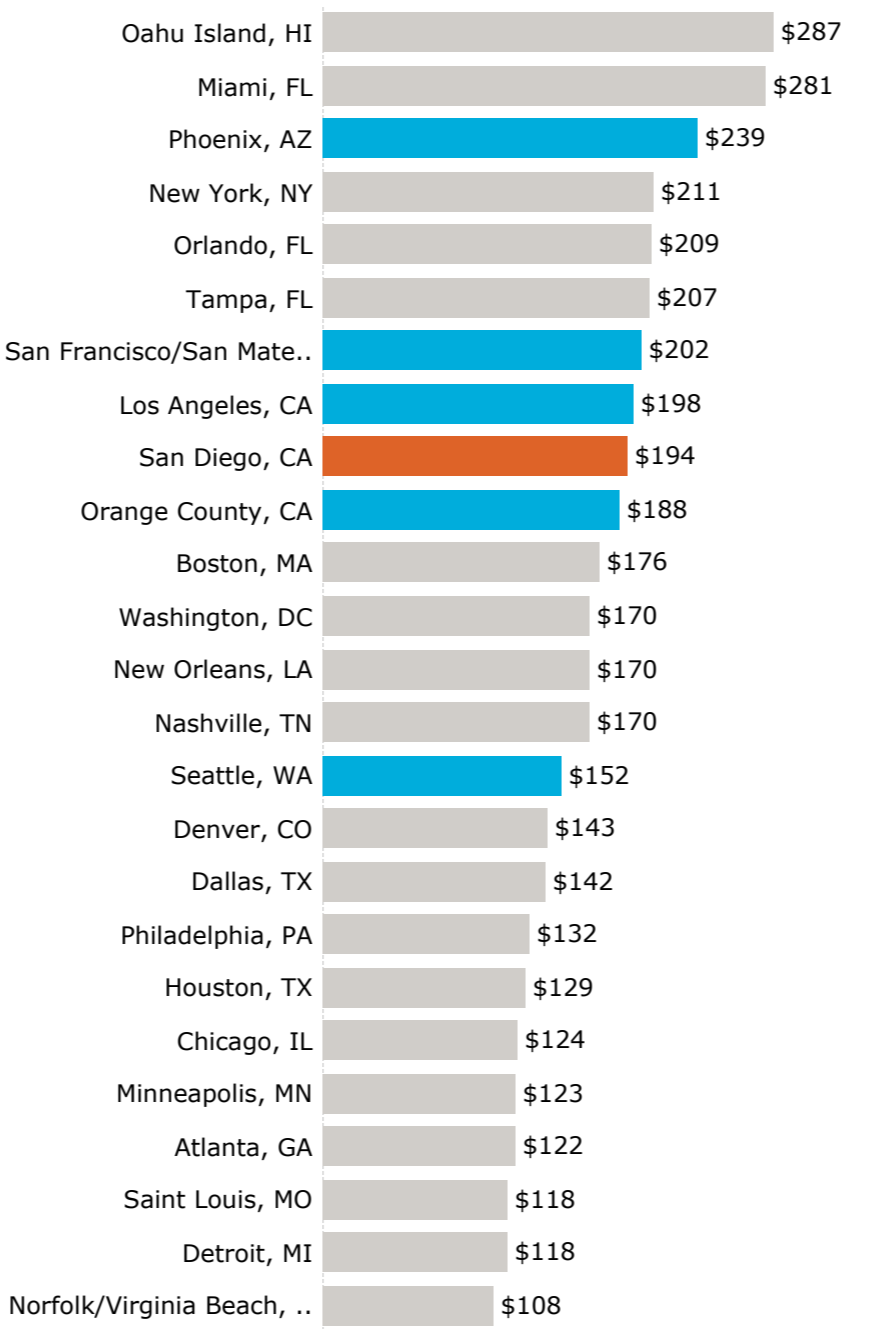 Oahu Island, HI $287
Miami, FL $281
Phoenix, AZ $239
New York, NY $211
Orlando, FL $209
Tampa, FL $207
San Francisco/San Mate.. $202
Los Angeles, CA $198
San Diego, CA $194
Orange County, CA $188
Boston, MA $176
Washington, DC $170
New Orleans, LA $170
Nashville, TN $170
Seattle, WA $152
Denver, CO $143
Dallas, TX $142
Philadelphia, PA $132
Houston, TX $129
Chicago, IL $124
Minneapolis, MN $123
Atlanta, GA $122
Saint Louis, MO $118
Detroit, MI $118
Norfolk/Virginia Beach, .. $108